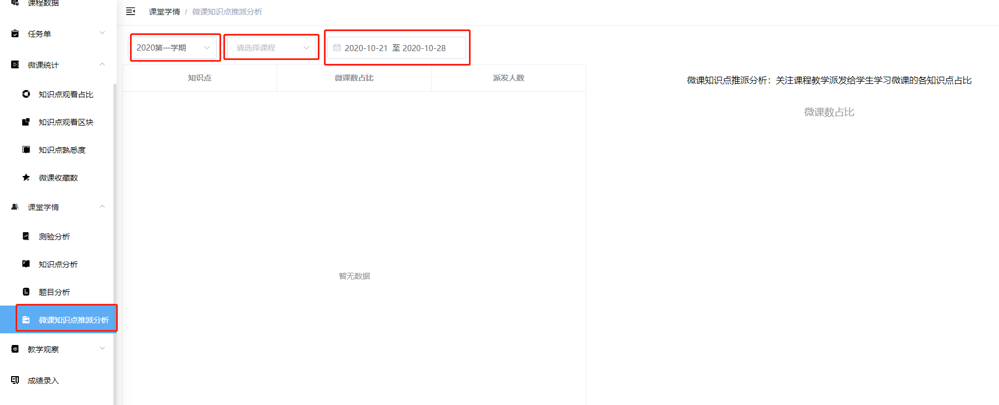 课程数据
任务单
微课统计
知识点观看占比
知识点观看区块
知识点熟悉度
微课收藏数
课堂学情
测验分析
知识点分析
题目分析
微课知识点推派分析
教学观察
成绩录入
课堂学情 / 微课知识点推派分析
2020第一学期 请选择课程 2020-10-21 至 2020-10-28
知识点 微课数占比 派发人数
暂无数据
微课知识点推派分析：关注课程教学派发给学生学习微课的各知识点占比
微课数占比